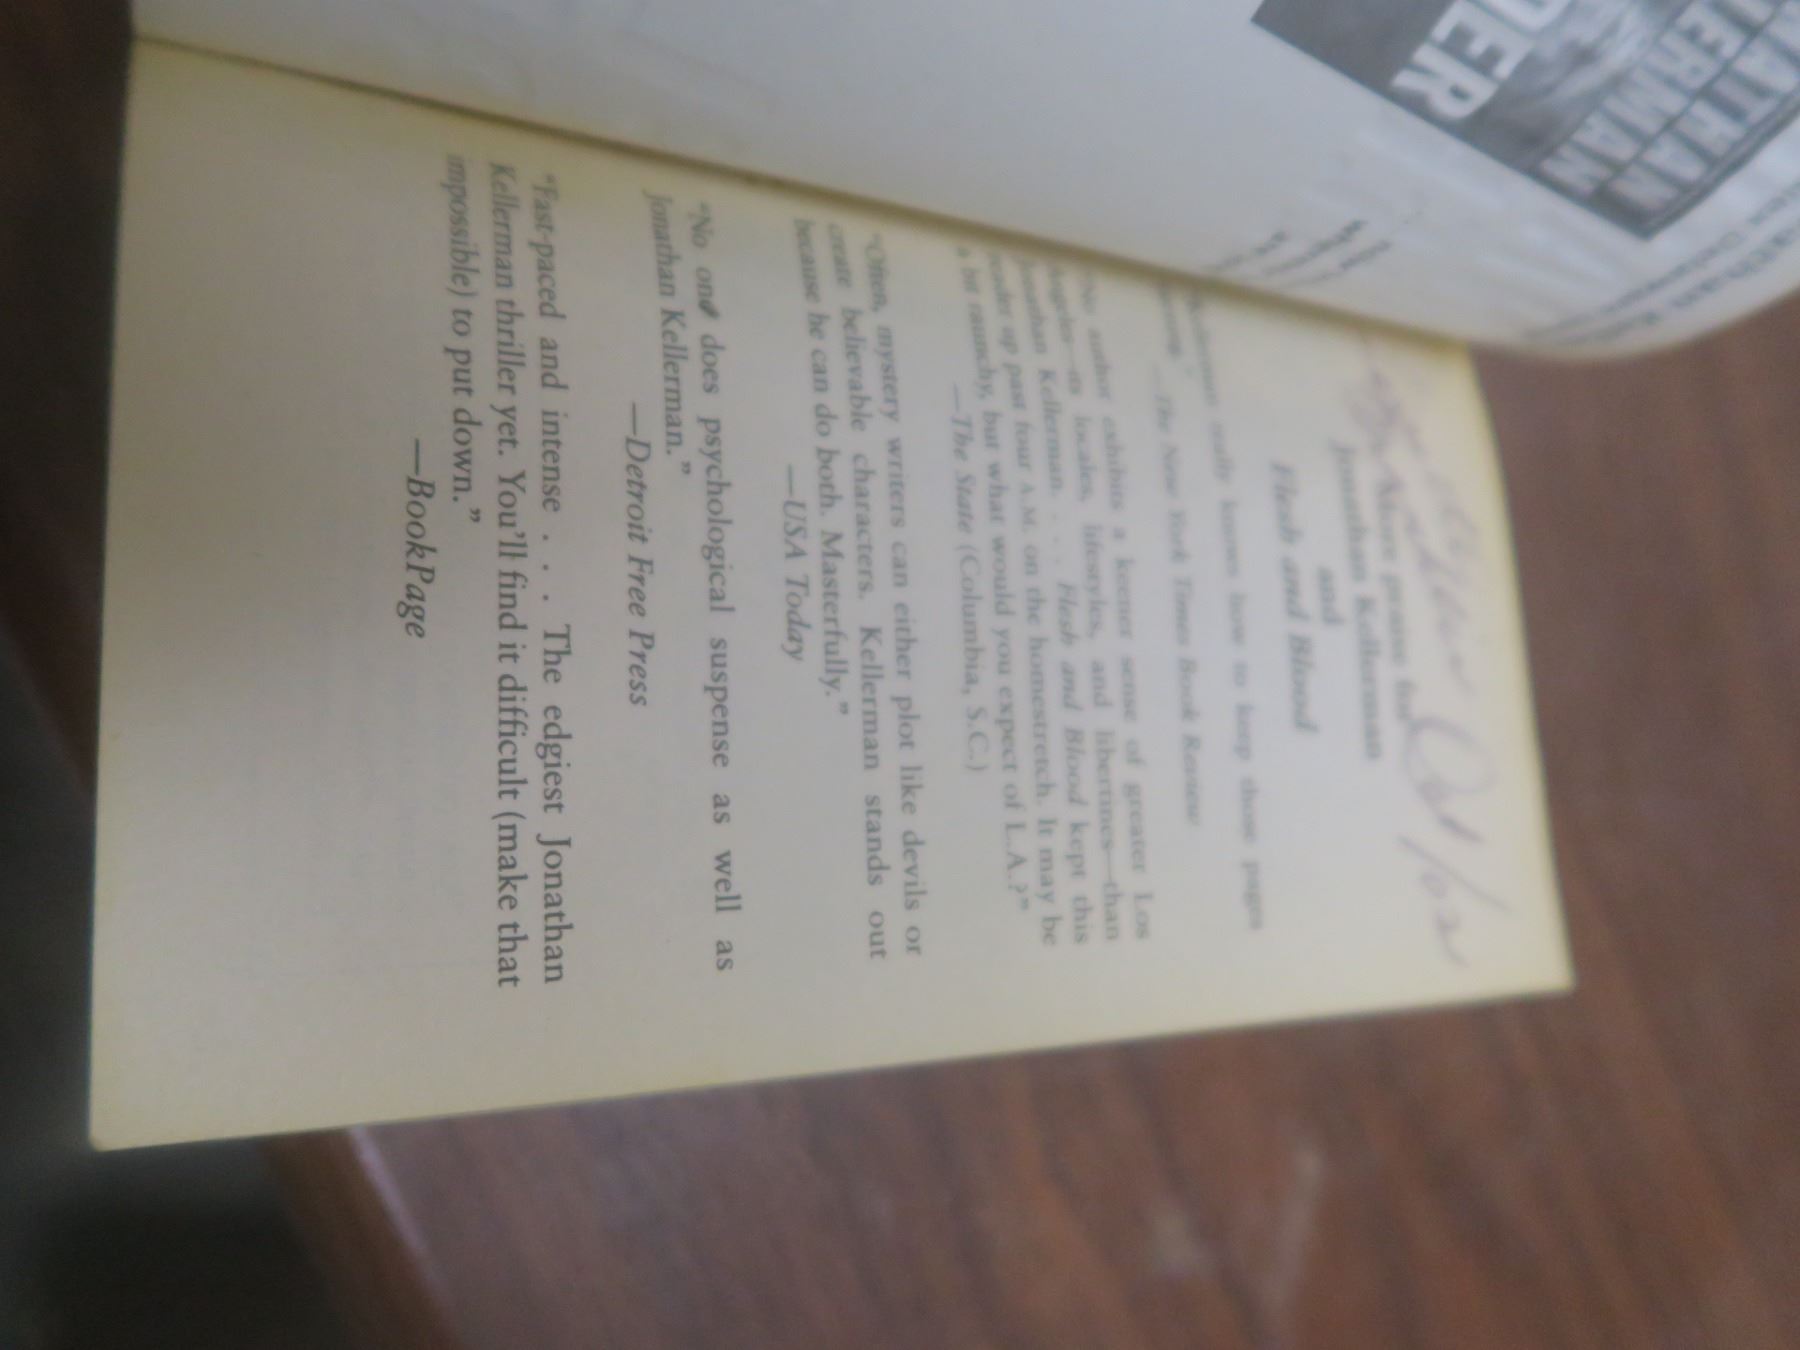 Oct/02
More praise for
Jonathan Kellerman
and
Flesh and Blood
really knows how to keep those pages
—The New York Times Book Review
"No author exhibits a keener sense of greater Los
Angeles—its locales, lifestyles, and libertines—than
Jonathan Kellerman. . . . Flesh and Blood kept this
reader up past four A.M. on the homestretch. It may be
a bit raunchy, but what would you expect of L.A.?"
—The State (Columbia, S.C.)
"Often, mystery writers can either plot like devils or
create believable characters. Kellerman stands out
because he can do both. Masterfully."
—USA Today
"No one does psychological suspense as well as
Jonathan Kellerman."
—Detroit Free Press
"Fast-paced and intense . . . The edgiest Jonathan
Kellerman thriller yet. You'll find it difficult (make that
impossible) to put down."
—BookPage